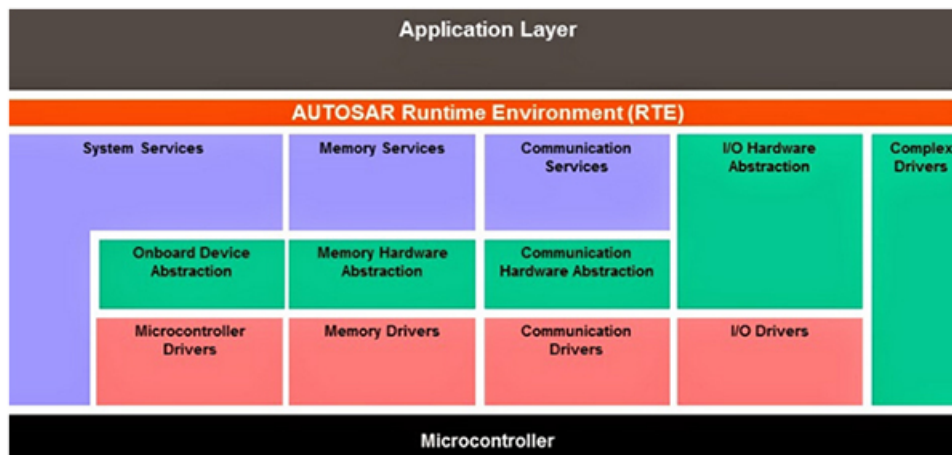 Application Layer
AUTOSAR Runtime Environment (RTE)
System Services
Memory Services
Communication
Services
I/O Hardware
Abstraction
Complex
Drivers
Onboard Device
Abstraction
Memory Hardware
Abstraction
Communication
Hardware Abstraction
Microcontroller
Drivers
Memory Drivers
Communication
Drivers
I/O Drivers
Microcontroller